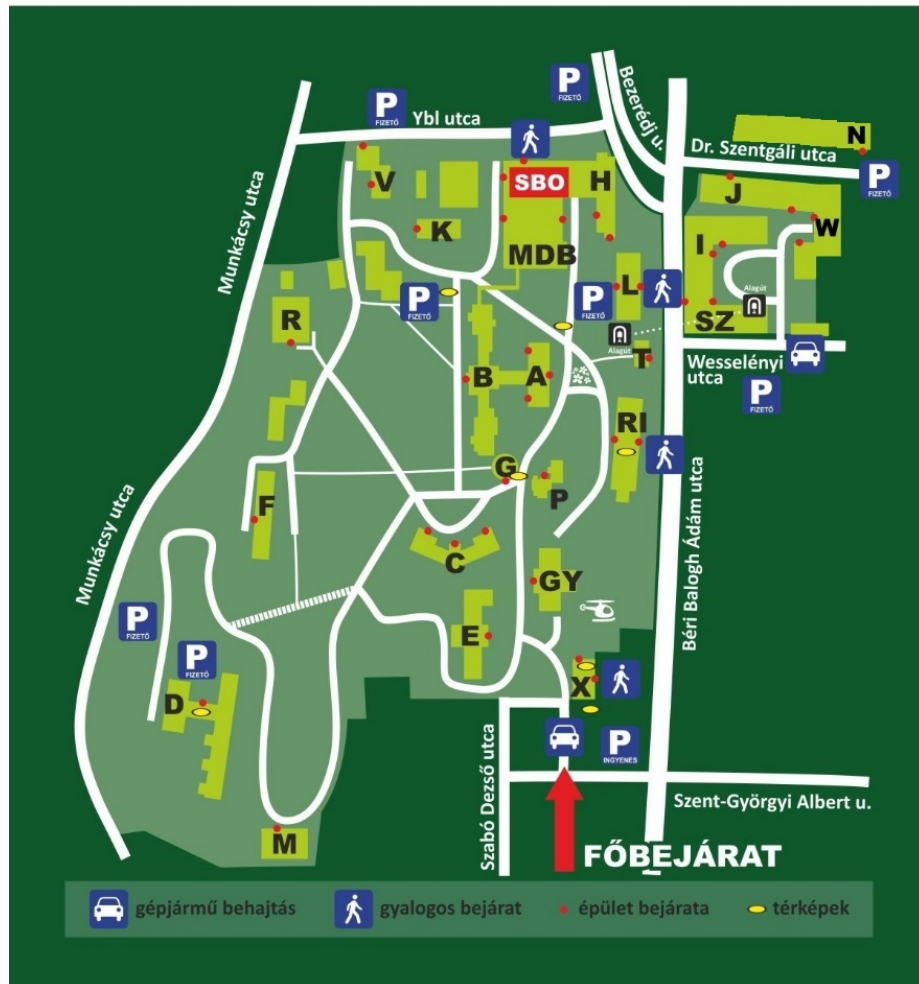 P
FIZETŐ
P
FIZETŐ
Bezerédj u.
Ybl utca
N
Dr. Szentgáli utca
P
FIZETŐ
V
SBO
H
J
K
W
I
MDB
Munkácsy utca
L
P
FIZETŐ
P
FIZETŐ
Alagút
SZ
R
Alagút
T
Wesselényi
utca
P
FIZETŐ
B
A
RI
G
P
F
Béri Balogh Ádám utca
C
GY
Munkácsy utca
P
FIZETŐ
E
P
FIZETŐ
X
D
Szabó Dezső utca
P
INGYENES
Szent-Györgyi Albert u.
M
FŐBEJÁRAT
gépjármű behajtás
gyalogos bejárat
épület bejárata
térképek